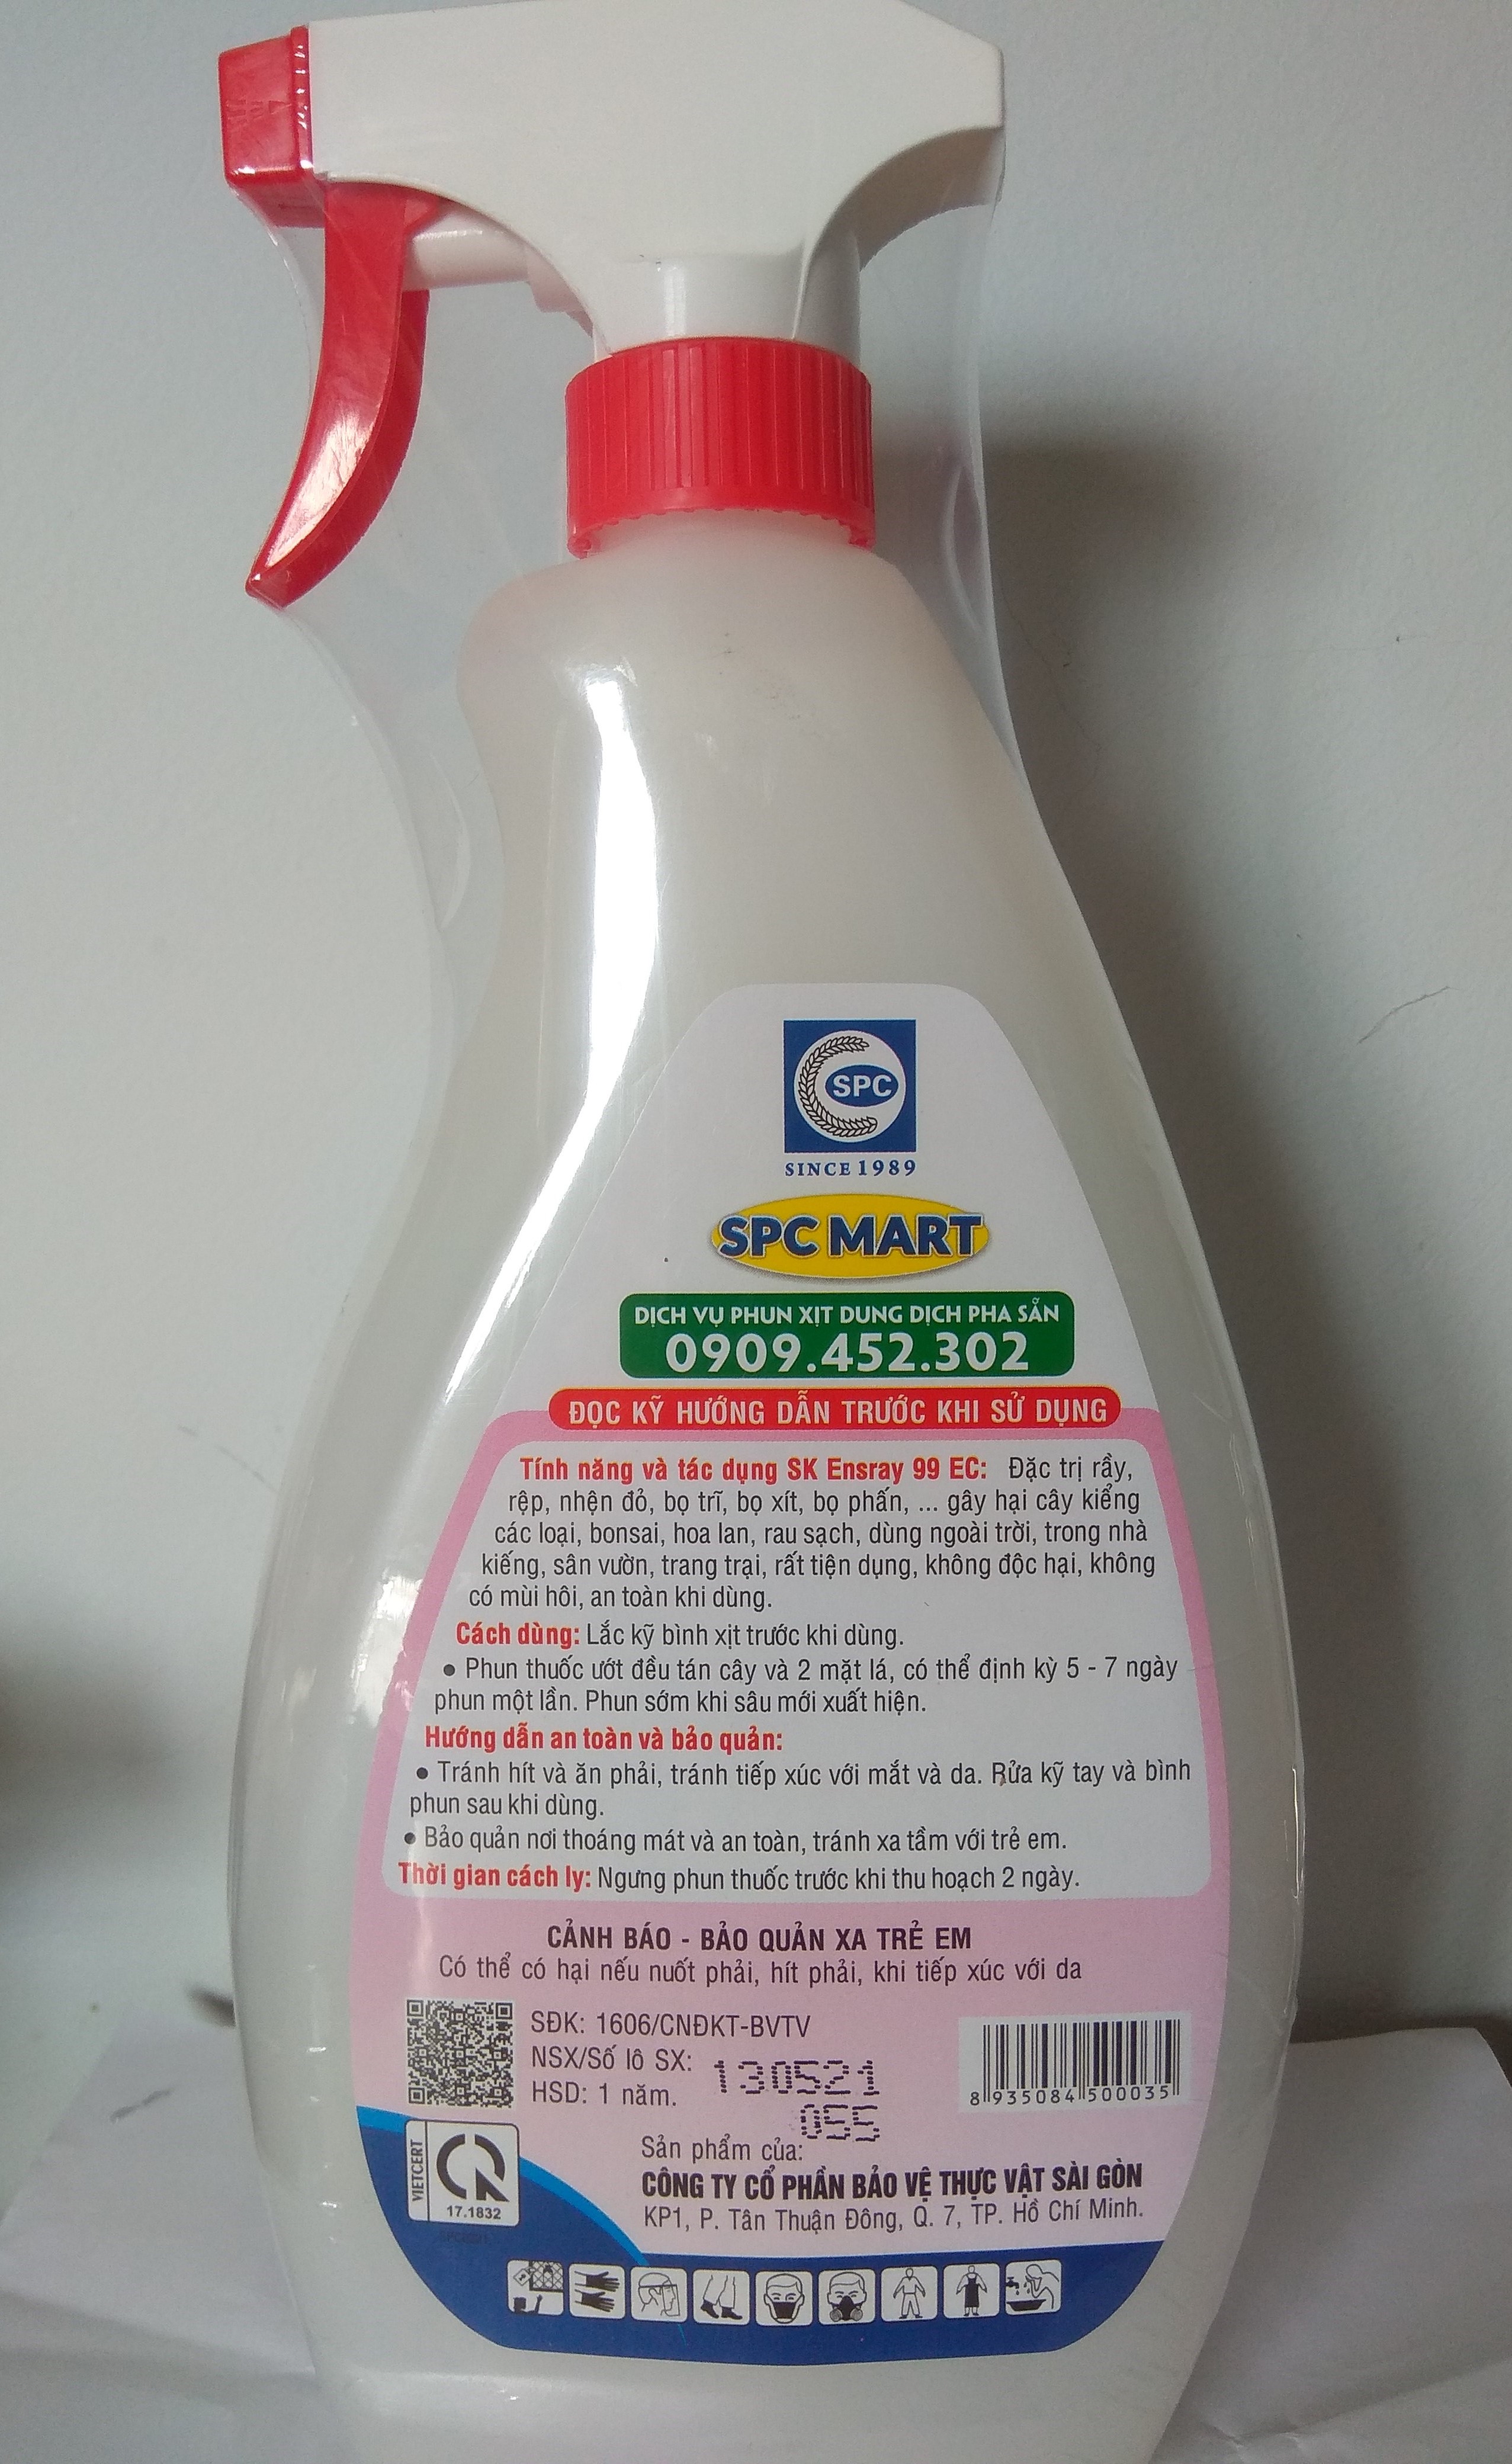 SPC
SINCE 1989
SPC MART
DỊCH VỤ PHUN XỊT DUNG DỊCH PHA SẴN
0909.452.302
ĐỌC KỸ HƯỚNG DẪN TRƯỚC KHI SỬ DỤNG
Tính năng và tác dụng SK Ensray 99 EC: Đặc trị rầy,
rệp, nhện đỏ, bọ trĩ, bọ xít, bọ phấn, ... gây hại cây kiểng
các loại, bonsai, hoa lan, rau sạch, dùng ngoài trời, trong nhà
kiếng, sân vườn, trang trại, rất tiện dụng, không độc hại, không
có mùi hôi, an toàn khi dùng.
Cách dùng: Lắc kỹ bình xịt trước khi dùng.
• Phun thuốc ướt đều tán cây và 2 mặt lá, có thể định kỳ 5 - 7 ngày
phun một lần. Phun sớm khi sâu mới xuất hiện.
Hướng dẫn an toàn và bảo quản:
• Tránh hít và ăn phải, tránh tiếp xúc với mắt và da. Rửa kỹ tay và bình
phun sau khi dùng.
• Bảo quản nơi thoáng mát và an toàn, tránh xa tầm với trẻ em.
Thời gian cách ly: Ngưng phun thuốc trước khi thu hoạch 2 ngày.
CẢNH BÁO - BẢO QUẢN XA TRẺ EM
Có thể có hại nếu nuốt phải, hít phải, khi tiếp xúc với da
SĐK: 1606/CNĐKT-BVTV
NSX/Số lô SX: 130521
HSD: 1 năm.
055
8 935084 500035
Sản phẩm của:
CÔNG TY CỔ PHẦN BẢO VỆ THỰC VẬT SÀI GÒN
KP1, P. Tân Thuận Đông, Q. 7, TP. Hồ Chí Minh.
VIETCERT
17.1832